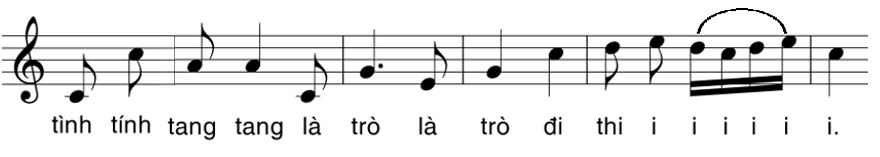 tình tính tang tang là trò là trò đi thi i i i i i i.